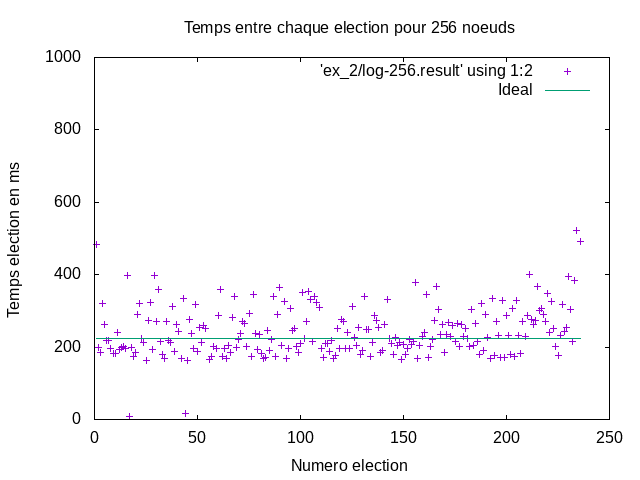 Temps entre chaque election pour 256 noeuds
'ex_2/log-256.result' using 1:2
Ideal
Temps election en ms
1000
800
600
400
200
0
0 50 100 150 200 250
Numero election